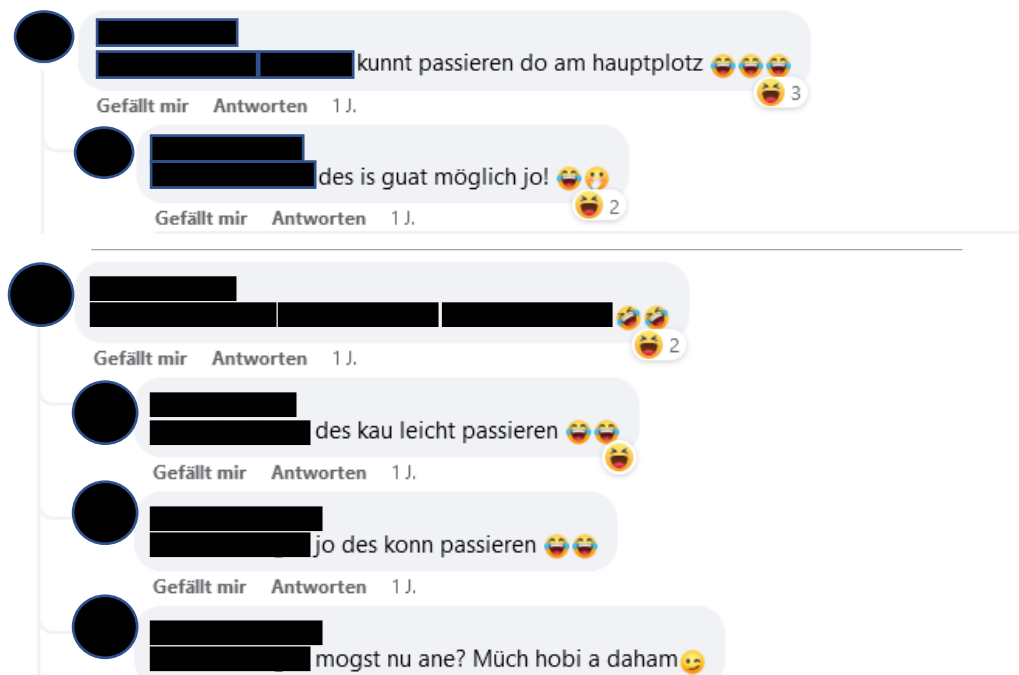 kunnt passieren do am hauptplotz 😂😂😂
😆 3
Gefällt mir Antworten 1 J.
des is guat möglich jo! 😂🫢
😆 2
Gefällt mir Antworten 1 J.
🤣🤣
😆 2
Gefällt mir Antworten 1 J.
des kau leicht passieren 😂😂
😆
Gefällt mir Antworten 1 J.
jo des konn passieren 😂😂
Gefällt mir Antworten 1 J.
mogst nu ane? Müch hobi a daham😉